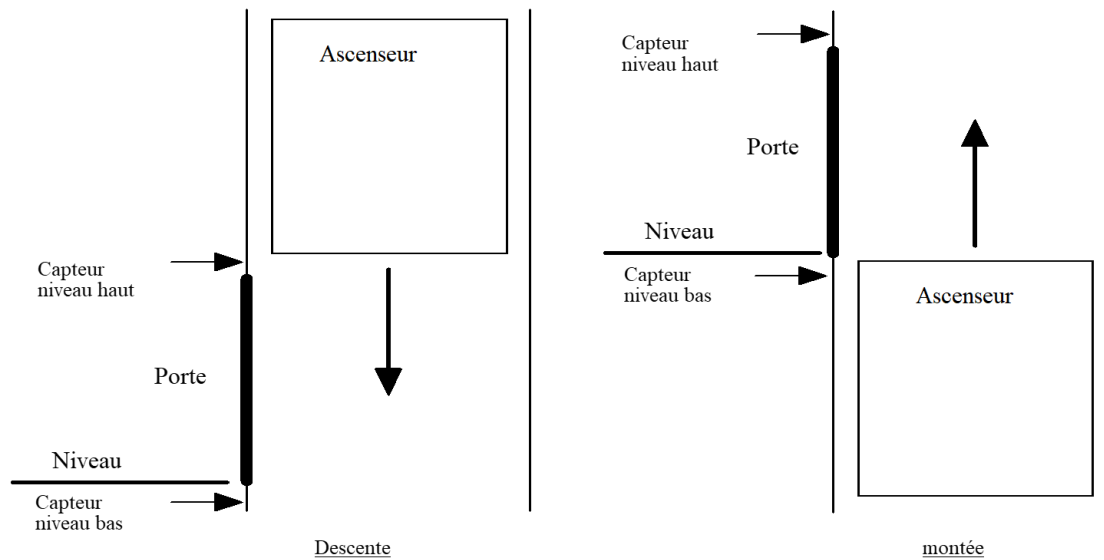 Ascenseur
Capteur
niveau haut
Porte
Niveau
Capteur
niveau bas
Descente
Capteur
niveau haut
Porte
Niveau
Capteur
niveau bas
Ascenseur
montée